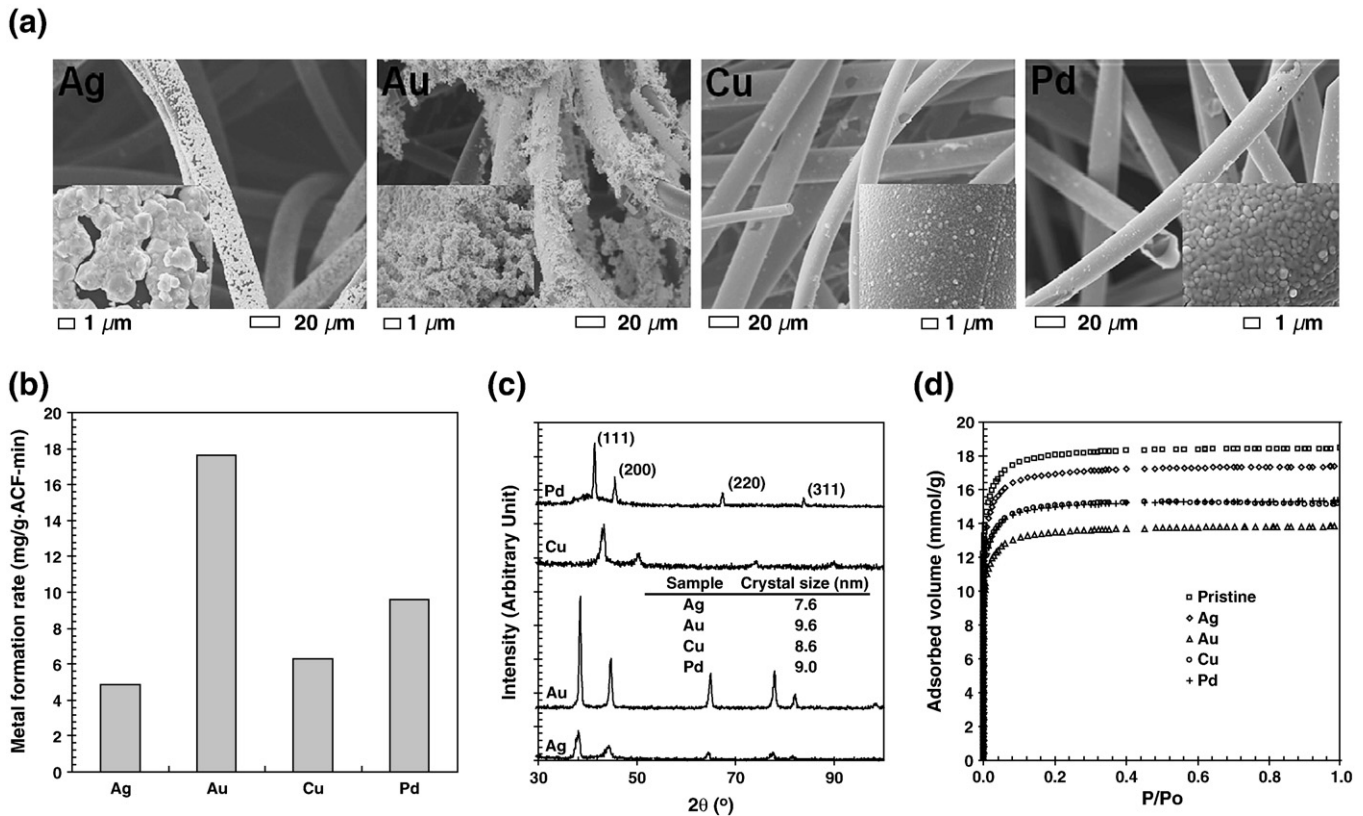 (a)
Ag
Au
Cu
Pd
1 μm
20 μm
1 μm
20 μm
20 μm
1 μm
20 μm
1 μm
(b)
Metal formation rate (mg/g-ACF-min)
20
18
16
14
12
10
8
6
4
2
0
Ag
Au
Cu
Pd
(c)
Intensity (Arbitrary Unit)
(111)
(200)
(220)
(311)
Pd
Cu
Sample Crystal size (nm)
Ag 7.6
Au 9.6
Cu 8.6
Pd 9.0
Au
Ag
30
50
70
90
2θ (°)
(d)
Adsorbed volume (mmol/g)
20
18
16
14
12
10
8
6
4
2
0
Pristine
Ag
Au
Cu
Pd
0.0
0.2
0.4
0.6
0.8
1.0
P/Po